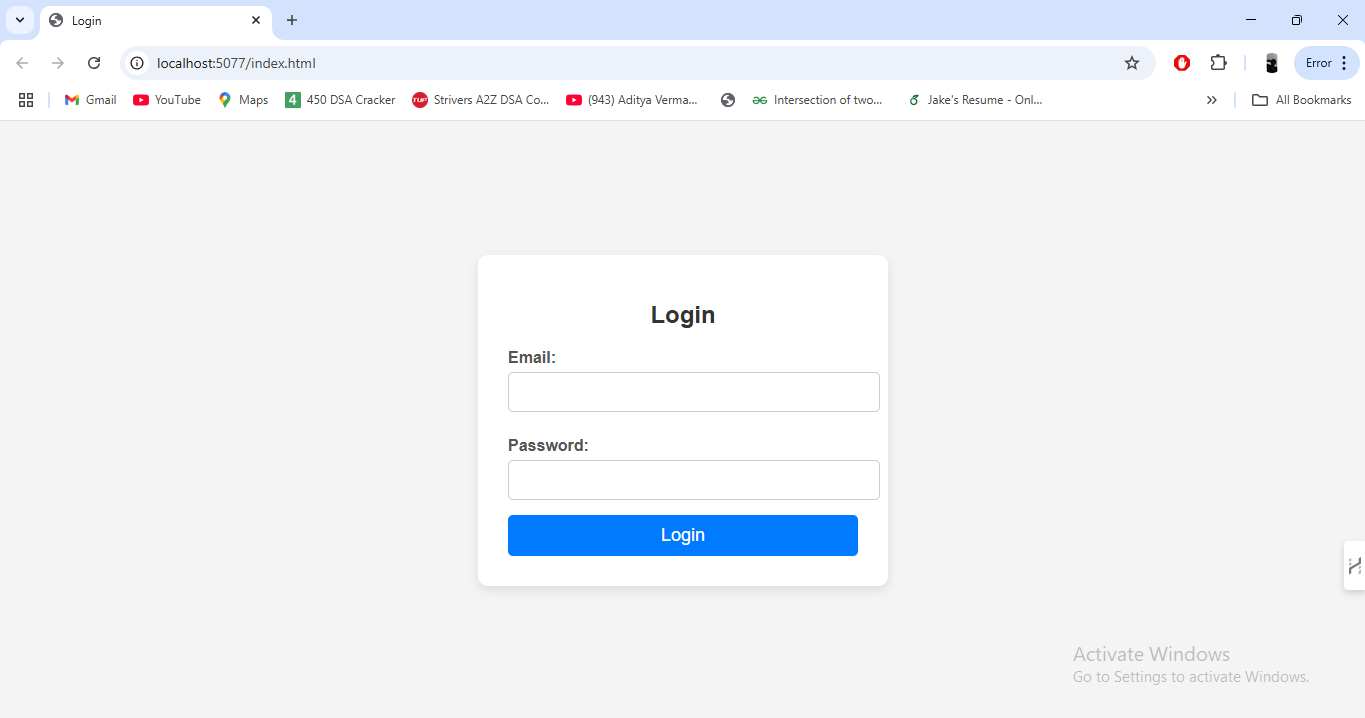 Login
localhost:5077/index.html
Error
Gmail YouTube Maps 4 450 DSA Cracker TUF Strivers A2Z DSA Co... (943) Aditya Verma... Intersection of two... Jake's Resume - Onl... » All Bookmarks
Login
Email:
Password:
Login
Activate Windows
Go to Settings to activate Windows.